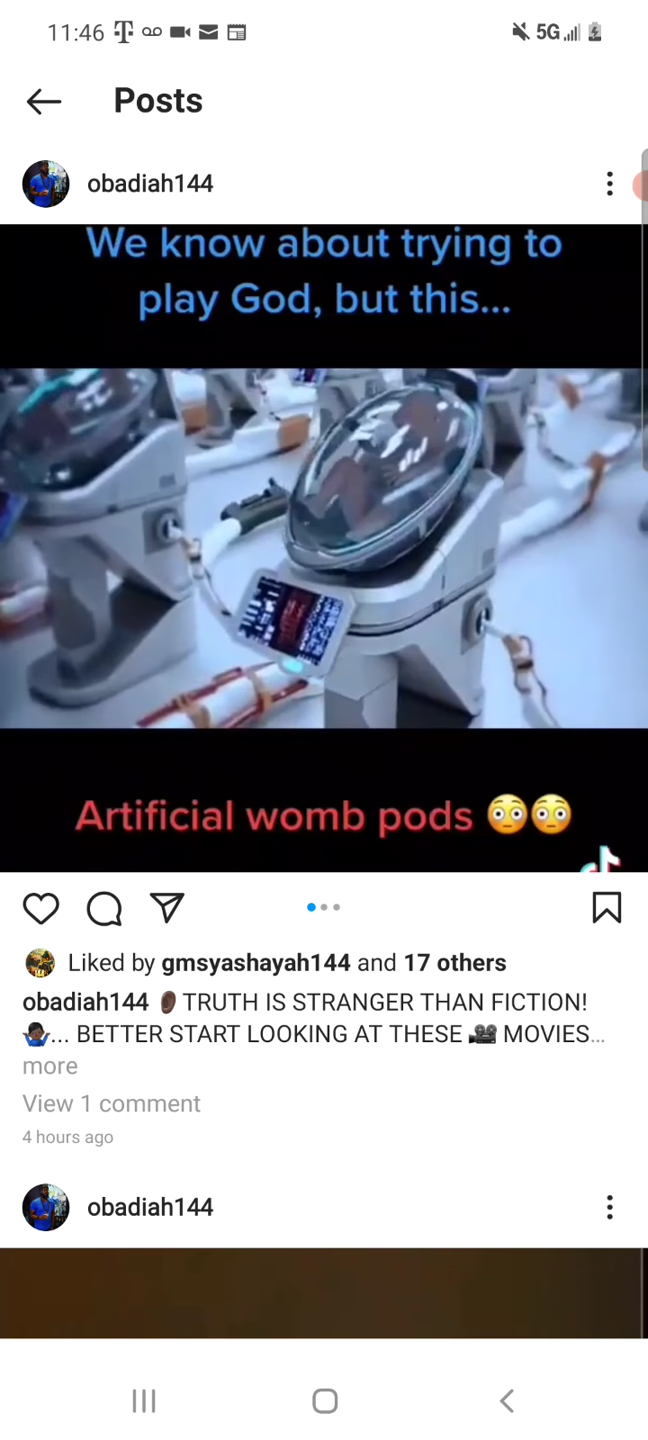 11:46
5G
Posts
obadiah144
We know about trying to
play God, but this...
Artificial womb pods 😳😳
Liked by gmsyashayah144 and 17 others
obadiah144 👂🏿 TRUTH IS STRANGER THAN FICTION!
🤷🏿‍♂️... BETTER START LOOKING AT THESE 🎥 MOVIES...
more
View 1 comment
4 hours ago
obadiah144